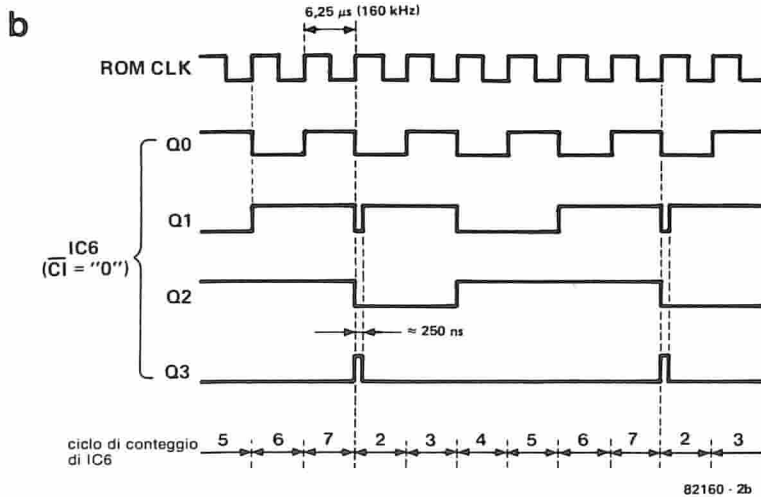 b
6,25 µs (160 kHz)
ROM CLK
Q0
Q1
IC6
(C̅I̅ = "0")
Q2
≈ 250 ns
Q3
ciclo di conteggio
di IC6
5 6 7 2 3 4 5 6 7 2 3
82160 - 2b